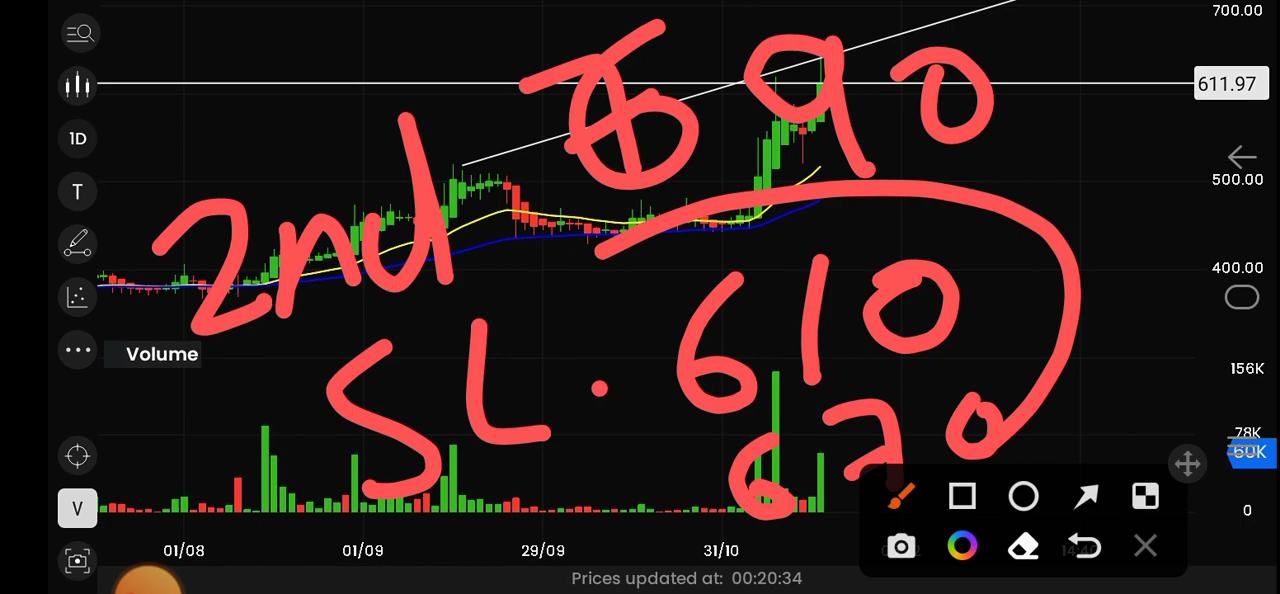 700.00
611.97
1D
T
500.00
2nd
690
400.00
Volume
SL. 610
156K
78K
60K
620
V
0
01/08
01/09
29/09
31/10
Prices updated at: 00:20:34